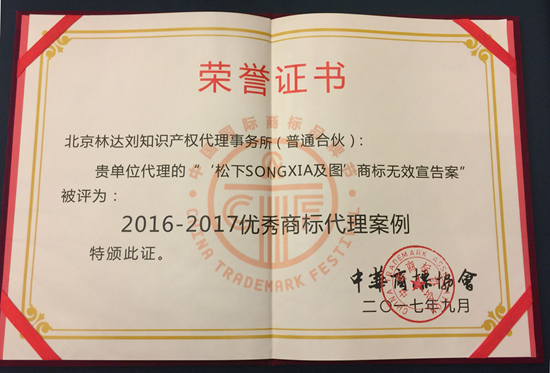 荣誉证书
北京林达刘知识产权代理事务所(普通合伙):
贵单位代理的“‘松下SONGXIA及图’商标无效宣告案”
被评为:
2016-2017优秀商标代理案例
特颁此证。
中華商标協會
二〇一七年九月
CHINA TRADEMARK FESTIVAL